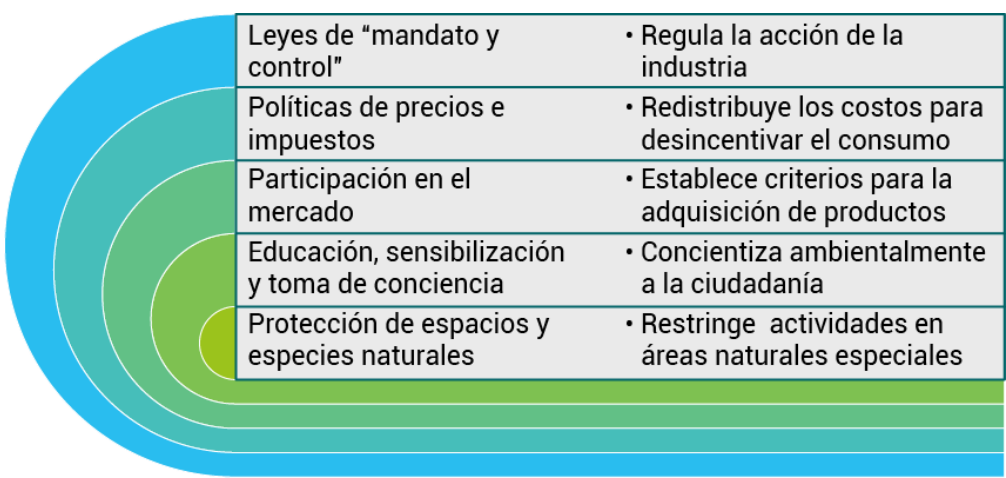 Leyes de “mandato y
control”
• Regula la acción de la
industria
Políticas de precios e
impuestos
• Redistribuye los costos para
desincentivar el consumo
Participación en el
mercado
• Establece criterios para la
adquisición de productos
Educación, sensibilización
y toma de conciencia
• Concientiza ambientalmente
a la ciudadanía
Protección de espacios y
especies naturales
• Restringe actividades en
áreas naturales especiales